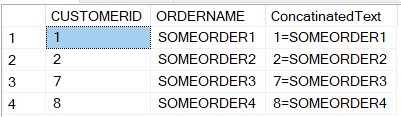 CUSTOMERID ORDERNAME ConcatinatedText
1 1 SOMEORDER1 1=SOMEORDER1
2 2 SOMEORDER2 2=SOMEORDER2
3 7 SOMEORDER3 7=SOMEORDER3
4 8 SOMEORDER4 8=SOMEORDER4